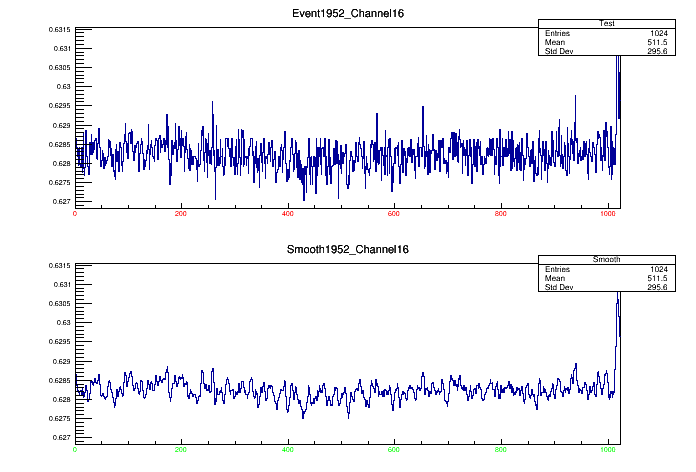 Event1952_Channel16
Test
Entries 1024
Mean 511.5
Std Dev 295.6
0.6315
0.631
0.6305
0.63
0.6295
0.629
0.6285
0.628
0.6275
0.627
0 200 400 600 800 1000
Smooth1952_Channel16
Smooth
Entries 1024
Mean 511.5
Std Dev 295.6
0.6315
0.631
0.6305
0.63
0.6295
0.629
0.6285
0.628
0.6275
0.627
0 200 400 600 800 1000